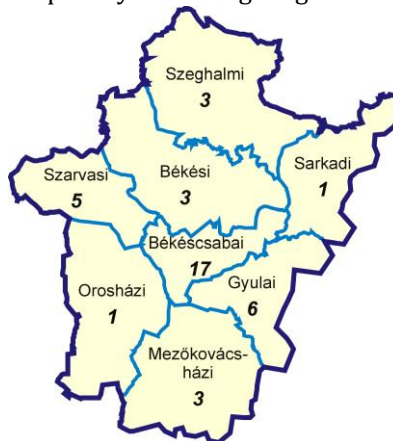 Szeghalmi
3
Sarkadi
1
Szarvasi
5
Békési
3
Békéscsabai
17
Gyulai
6
Orosházi
1
Mezőkovács-
házi
3